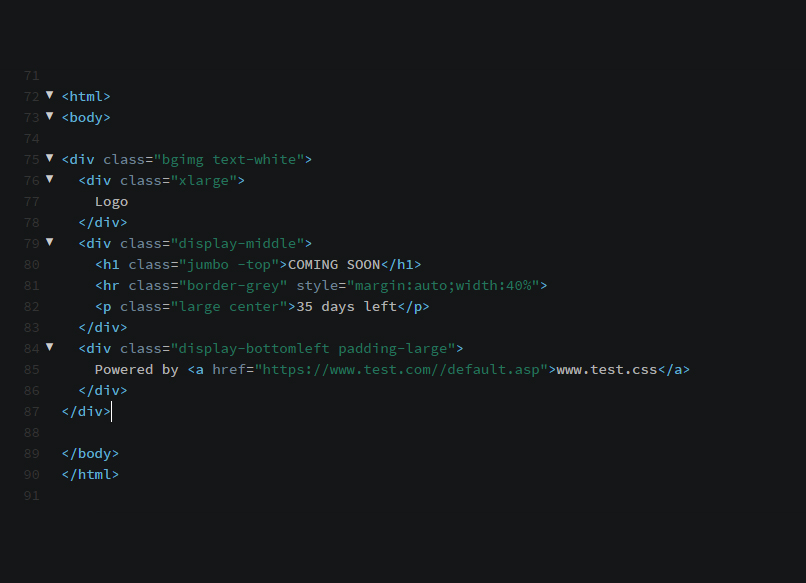 71
72 <html>
73 <body>
74
75 <div class="bgimg text-white">
76 <div class="xlarge">
77 Logo
78 </div>
79 <div class="display-middle">
80 <h1 class="jumbo -top">COMING SOON</h1>
81 <hr class="border-grey" style="margin:auto;width:40%">
82 <p class="large center">35 days left</p>
83 </div>
84 <div class="display-bottomleft padding-large">
85 Powered by <a href="https://www.test.com//default.asp">www.test.css</a>
86 </div>
87 </div>
88
89 </body>
90 </html>
91